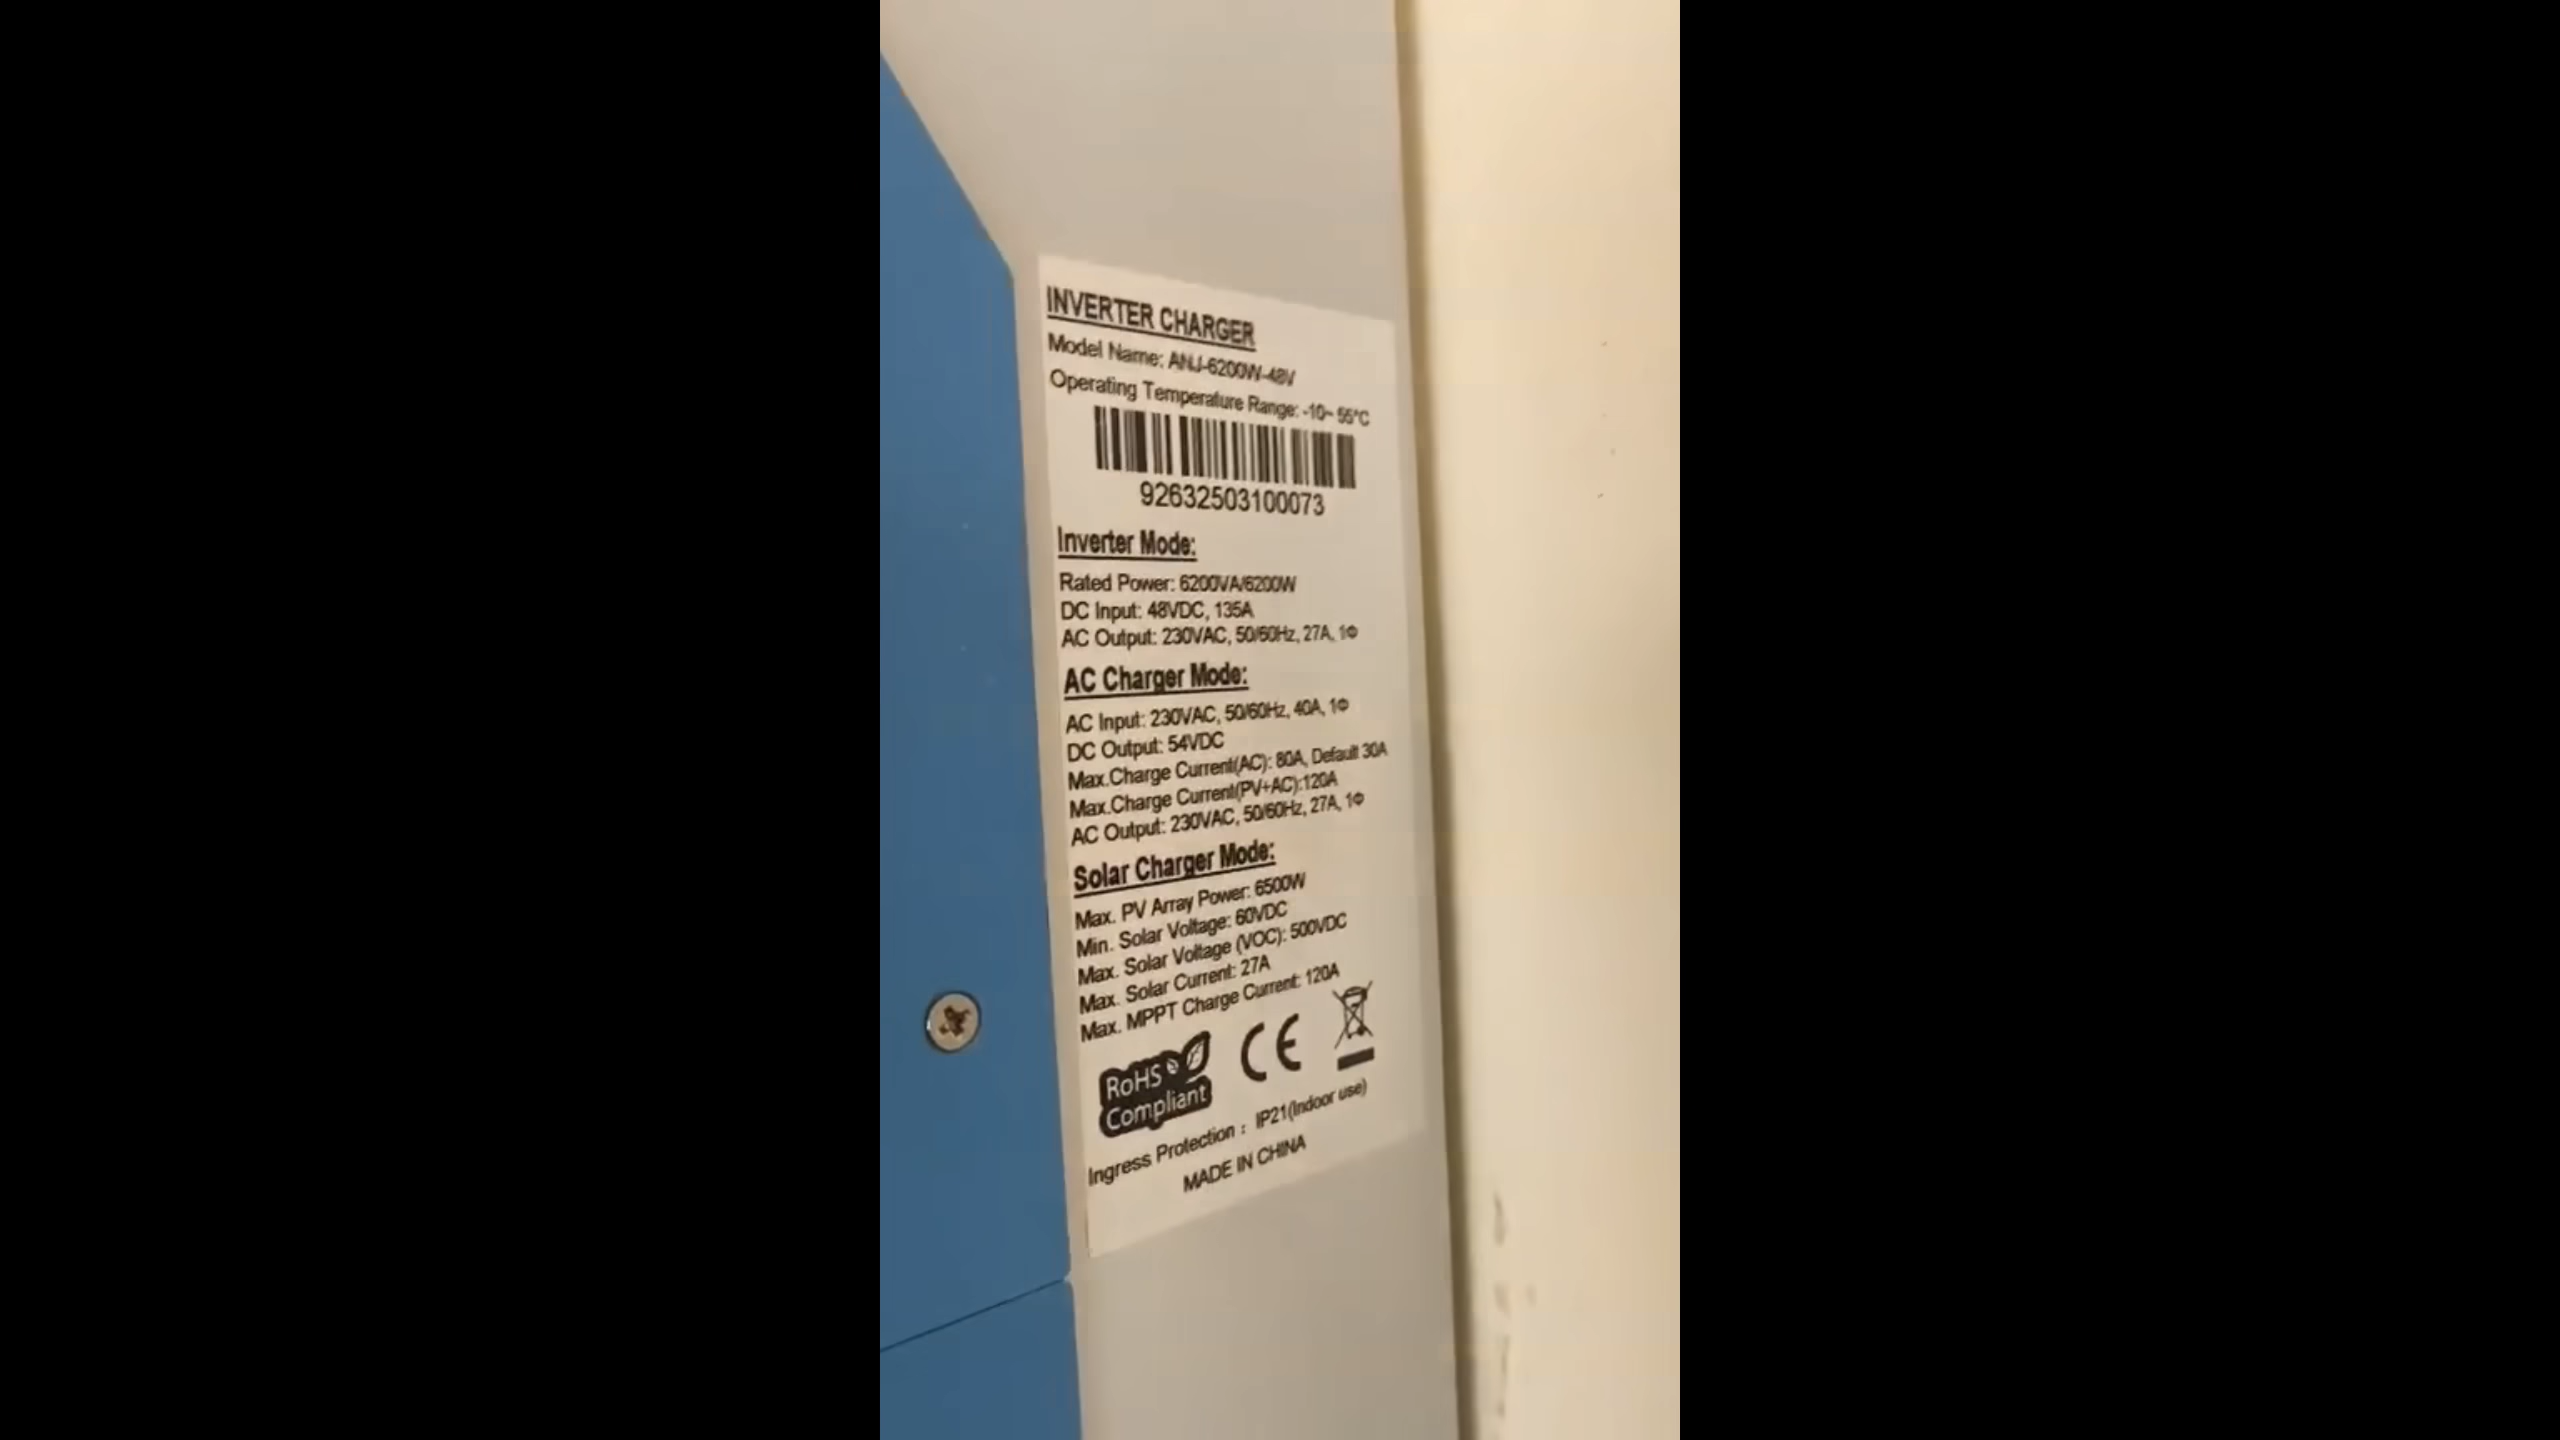 INVERTER CHARGER
Model Name: ANJ-6200W-48V
Operating Temperature Range: -10~ 55°C
92632503100073
Inverter Mode:
Rated Power: 6200VA/6200W
DC Input: 48VDC, 135A
AC Output: 230VAC, 50/60Hz, 27A, 1Φ
AC Charger Mode:
AC Input: 230VAC, 50/60Hz, 40A, 1Φ
DC Output: 54VDC
Max.Charge Current(AC): 80A, Default 30A
Max.Charge Current(PV+AC):120A
AC Output: 230VAC, 50/60Hz, 27A, 1Φ
Solar Charger Mode:
Max. PV Array Power: 6500W
Min. Solar Voltage: 60VDC
Max. Solar Voltage (VOC): 500VDC
Max. Solar Current: 27A
Max. MPPT Charge Current: 120A
RoHS
Compliant
CE
Ingress Protection : IP21(Indoor use)
MADE IN CHINA